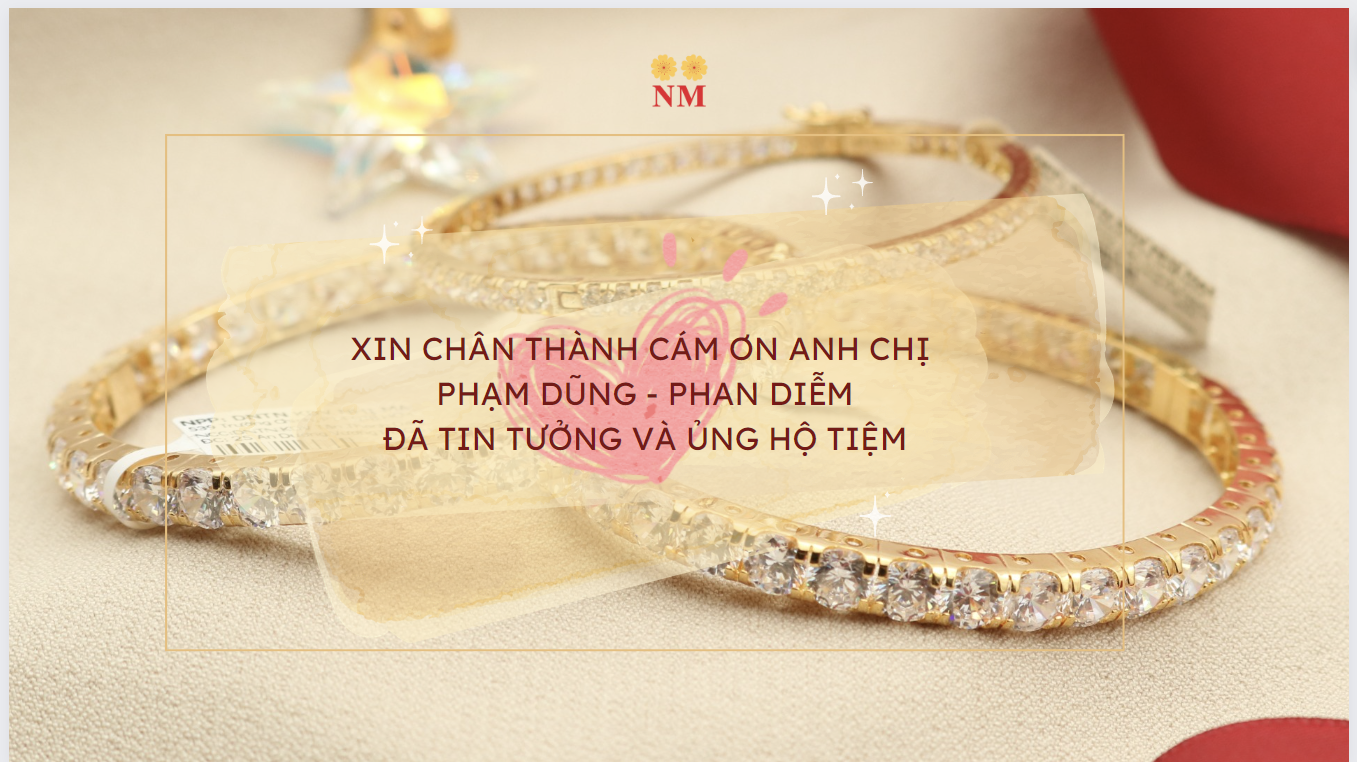 NM
XIN CHÂN THÀNH CÁM ƠN ANH CHỊ
PHẠM DŨNG - PHAN DIỄM
ĐÃ TIN TƯỞNG VÀ ỦNG HỘ TIỆM